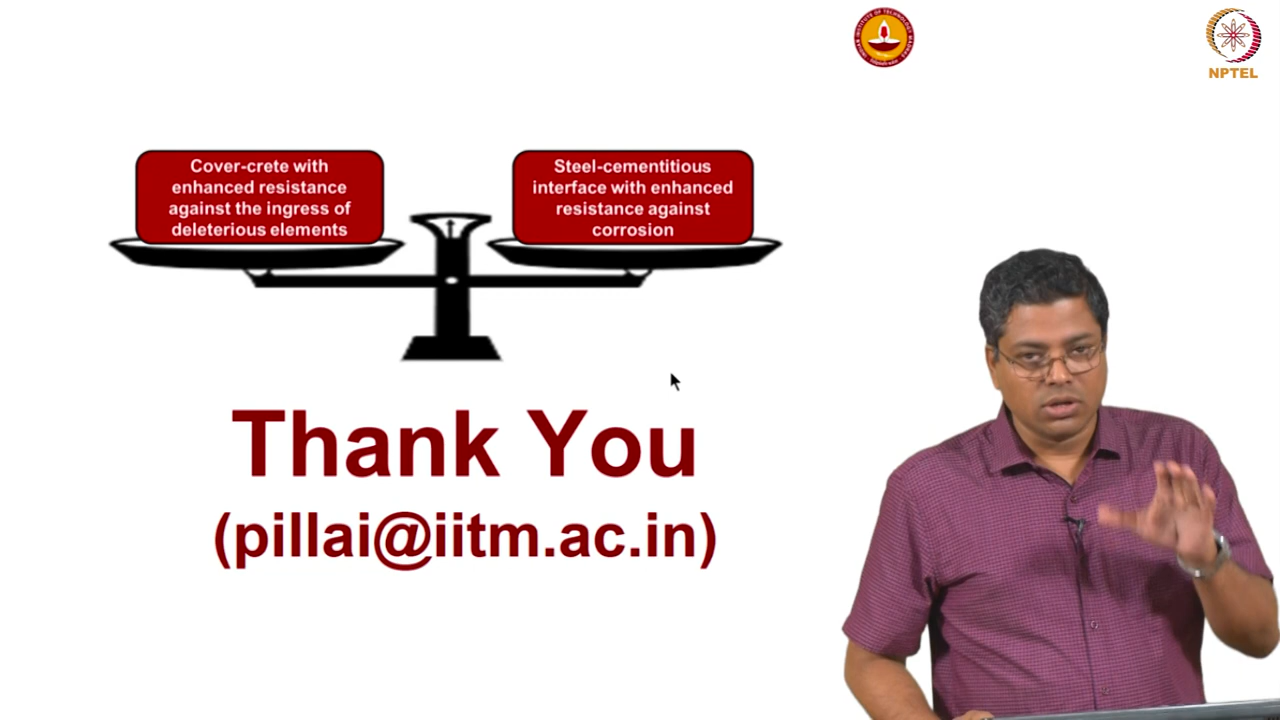 NPTEL
Cover-crete with
enhanced resistance
against the ingress of
deleterious elements
Steel-cementitious
interface with enhanced
resistance against
corrosion
Thank You
(pillai@iitm.ac.in)